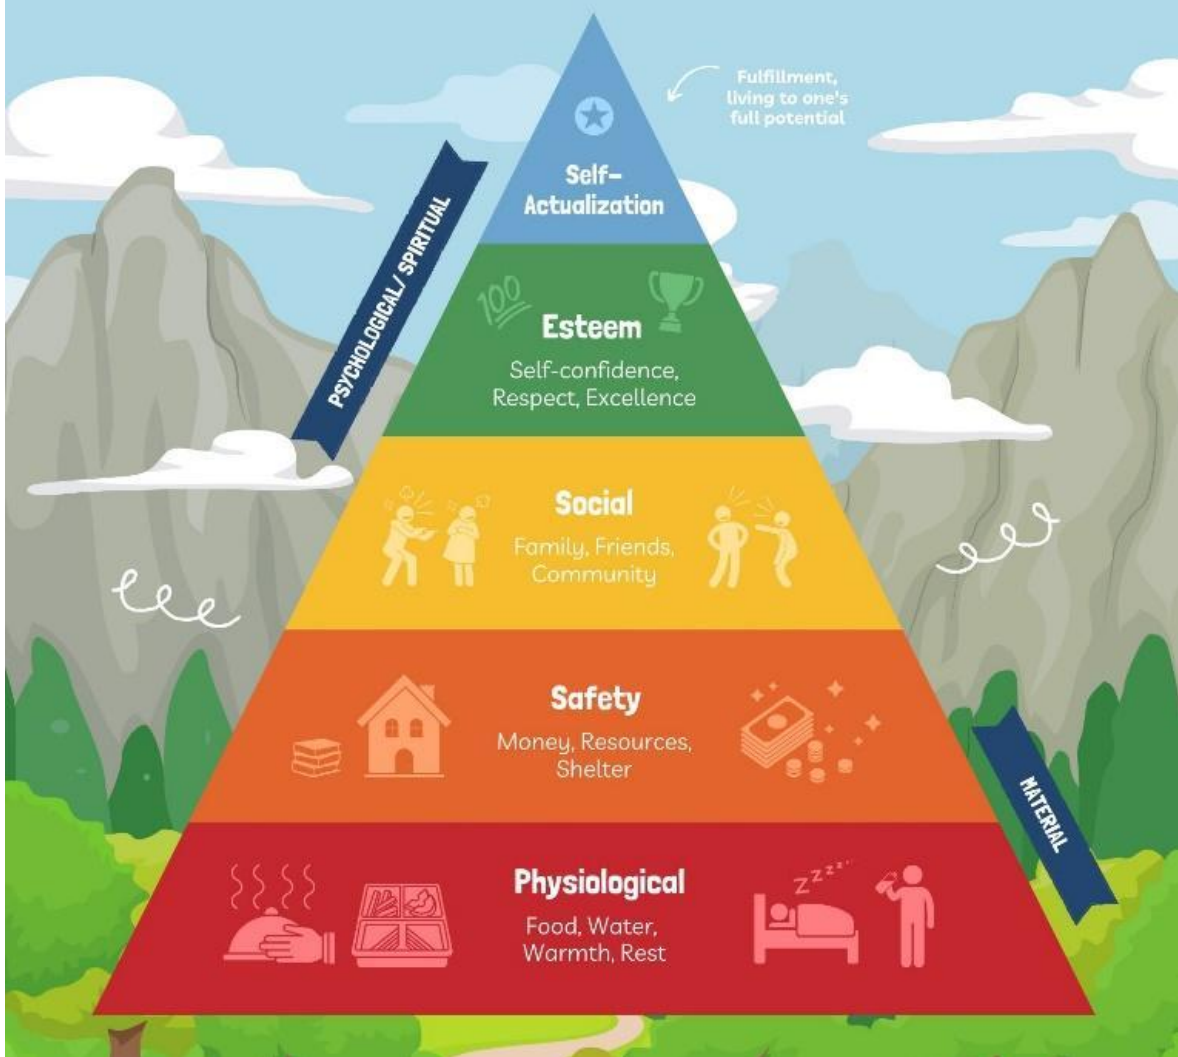 Fulfillment,
living to one's
full potential
Self-
Actualization
PSYCHOLOGICAL/ SPIRITUAL
100
Esteem
Self-confidence,
Respect, Excellence
Social
Family, Friends,
Community
Safety
Money, Resources,
Shelter
MATERIAL
Physiological
Food, Water,
Warmth, Rest
zzzzz